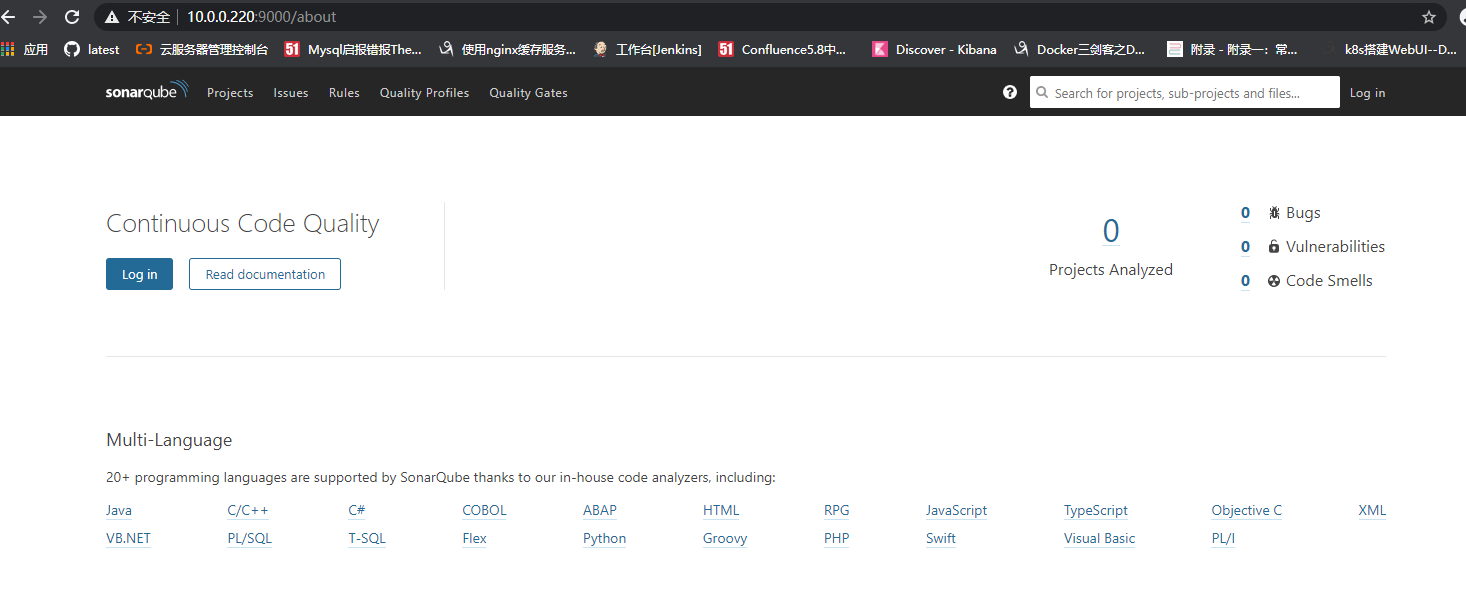 不安全 10.0.0.220:9000/about
应用 latest 云服务器管理控制台 Mysql启报错报The... 使用nginx缓存服务... 工作台[Jenkins] Confluence5.8中... Discover - Kibana Docker三剑客之D... 附录 - 附录一：常... k8s搭建WebUI--D...
sonarqube Projects Issues Rules Quality Profiles Quality Gates Search for projects, sub-projects and files... Log in
Continuous Code Quality
Log in Read documentation
0
Projects Analyzed
0 Bugs
0 Vulnerabilities
0 Code Smells
Multi-Language
20+ programming languages are supported by SonarQube thanks to our in-house code analyzers, including:
Java C/C++ C# COBOL ABAP HTML RPG JavaScript TypeScript Objective C XML
VB.NET PL/SQL T-SQL Flex Python Groovy PHP Swift Visual Basic PL/I